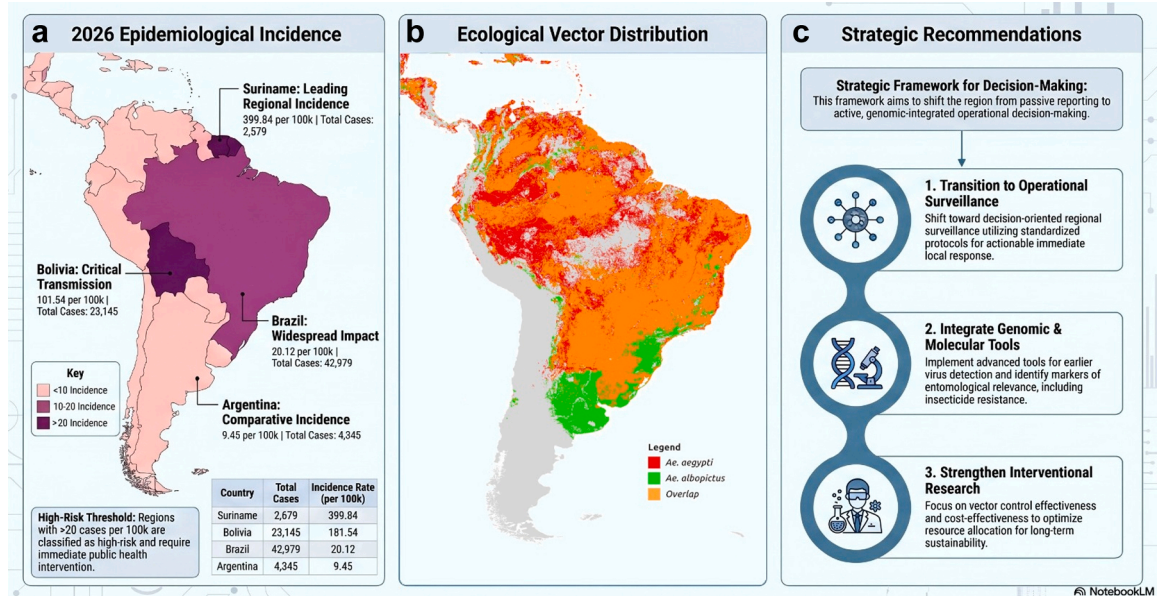 a 2026 Epidemiological Incidence
Suriname: Leading
Regional Incidence
399.84 per 100k | Total Cases:
2,579
Bolivia: Critical
Transmission
101.54 per 100k |
Total Cases: 23,145
Brazil:
Widespread Impact
20.12 per 100k |
Total Cases: 42,979
Key
<10 Incidence
10-20 Incidence
>20 Incidence
Argentina:
Comparative Incidence
9.45 per 100k | Total Cases: 4,345
High-Risk Threshold: Regions
with >20 cases per 100k are
classified as high-risk and require
immediate public health
intervention.
Country Total Cases Incidence Rate (per 100k)
Suriname 2,679 399.84
Bolivia 23,145 181.54
Brazil 42,979 20.12
Argentina 4,345 9.45
b Ecological Vector Distribution
Legend
Ae. aegypti
Ae. albopictus
Overlap
c Strategic Recommendations
Strategic Framework for Decision-Making:
This framework aims to shift the region from passive reporting to
active, genomic-integrated operational decision-making.
1. Transition to Operational
Surveillance
Shift toward decision-oriented regional
surveillance utilizing standardized
protocols for actionable immediate
local response.
2. Integrate Genomic &
Molecular Tools
Implement advanced tools for earlier
virus detection and identify markers of
entomological relevance, including
insecticide resistance.
3. Strengthen Interventional
Research
Focus on vector control effectiveness
and cost-effectiveness to optimize
resource allocation for long-term
sustainability.
NotebookLM